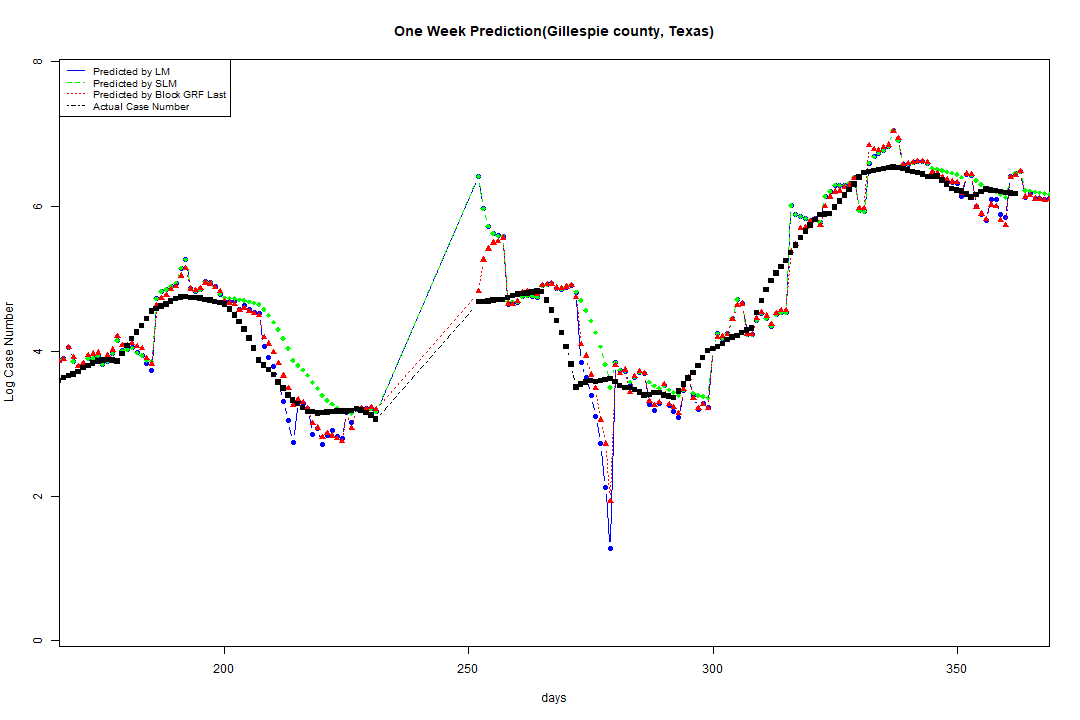 One Week Prediction(Gillespie county, Texas)
Predicted by LM
Predicted by SLM
Predicted by Block GRF Last
Actual Case Number
Log Case Number
8
6
4
2
0
200
250
300
350
days